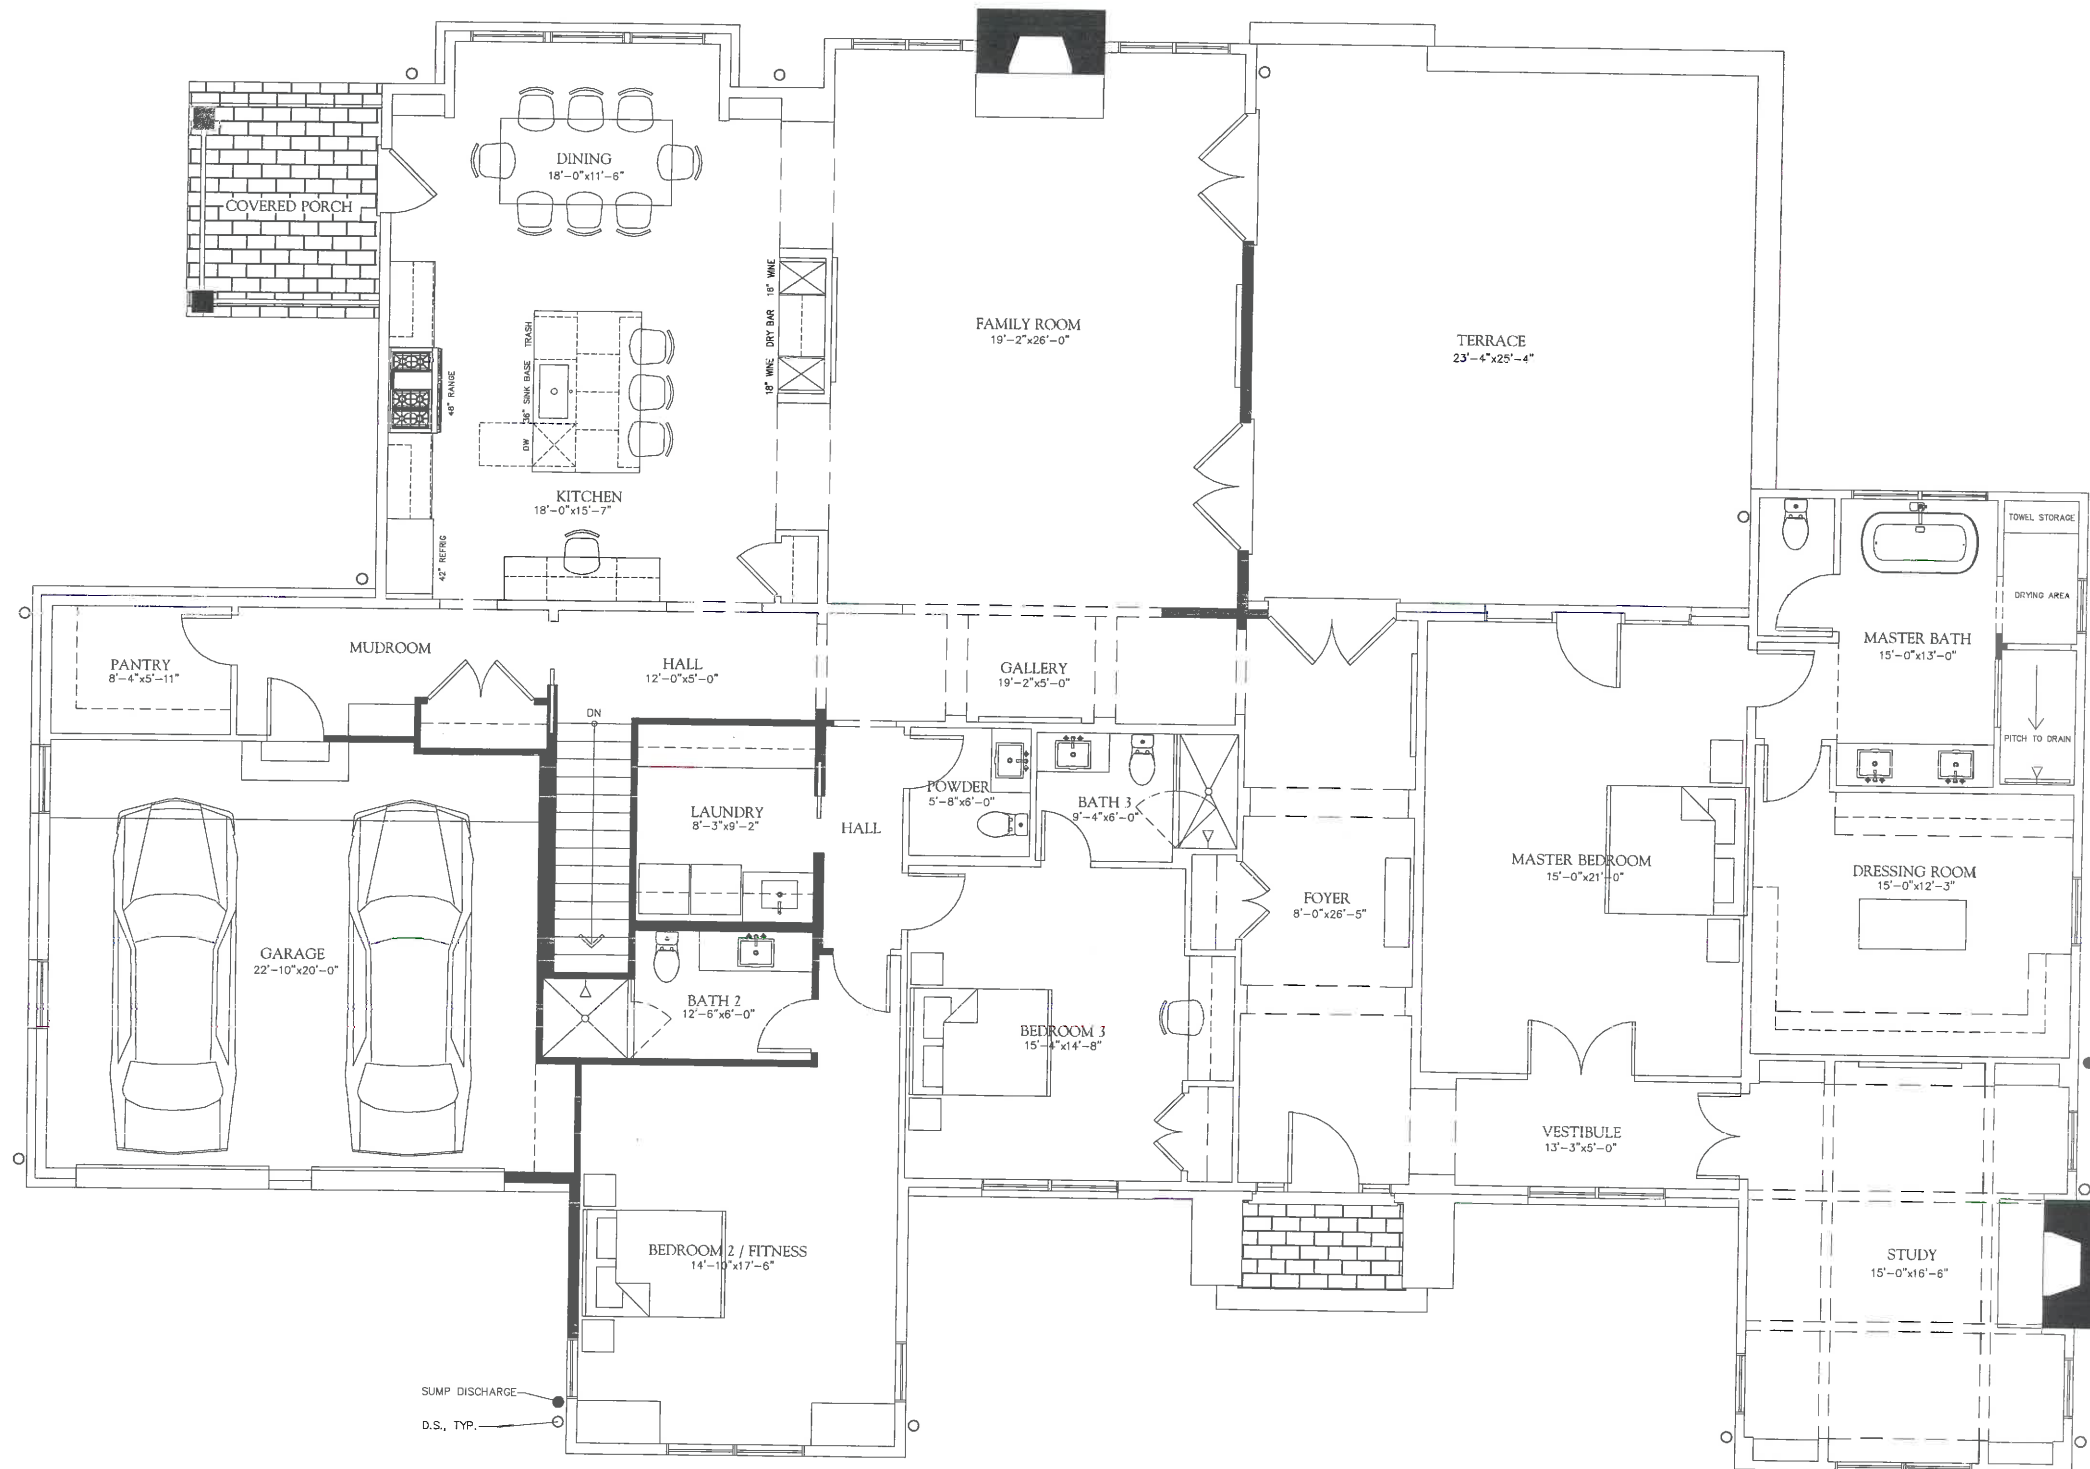 DINING
18'-0"x11'-6"
COVERED PORCH
18" WINE
DRY BAR
18" WINE
FAMILY ROOM
19'-2"x26'-0"
TERRACE
23'-4"x25'-4"
TRASH
36" SINK BASE
DW
48" RANGE
KITCHEN
18'-0"x15'-7"
42" REFRIG
TOWEL STORAGE
DRYING AREA
MASTER BATH
15'-0"x13'-0"
PITCH TO DRAIN
PANTRY
8'-4"x5'-11"
MUDROOM
HALL
12'-0"x5'-0"
GALLERY
19'-2"x5'-0"
DN
LAUNDRY
8'-3"x9'-2"
HALL
POWDER
5'-8"x6'-0"
BATH 3
9'-4"x6'-0"
MASTER BEDROOM
15'-0"x21'-0"
DRESSING ROOM
15'-0"x12'-3"
FOYER
8'-0"x26'-5"
GARAGE
22'-10"x20'-0"
BATH 2
12'-6"x6'-0"
BEDROOM 3
15'-4"x14'-8"
VESTIBULE
13'-3"x5'-0"
BEDROOM 2 / FITNESS
14'-10"x17'-6"
STUDY
15'-0"x16'-6"
SUMP DISCHARGE
D.S., TYP.